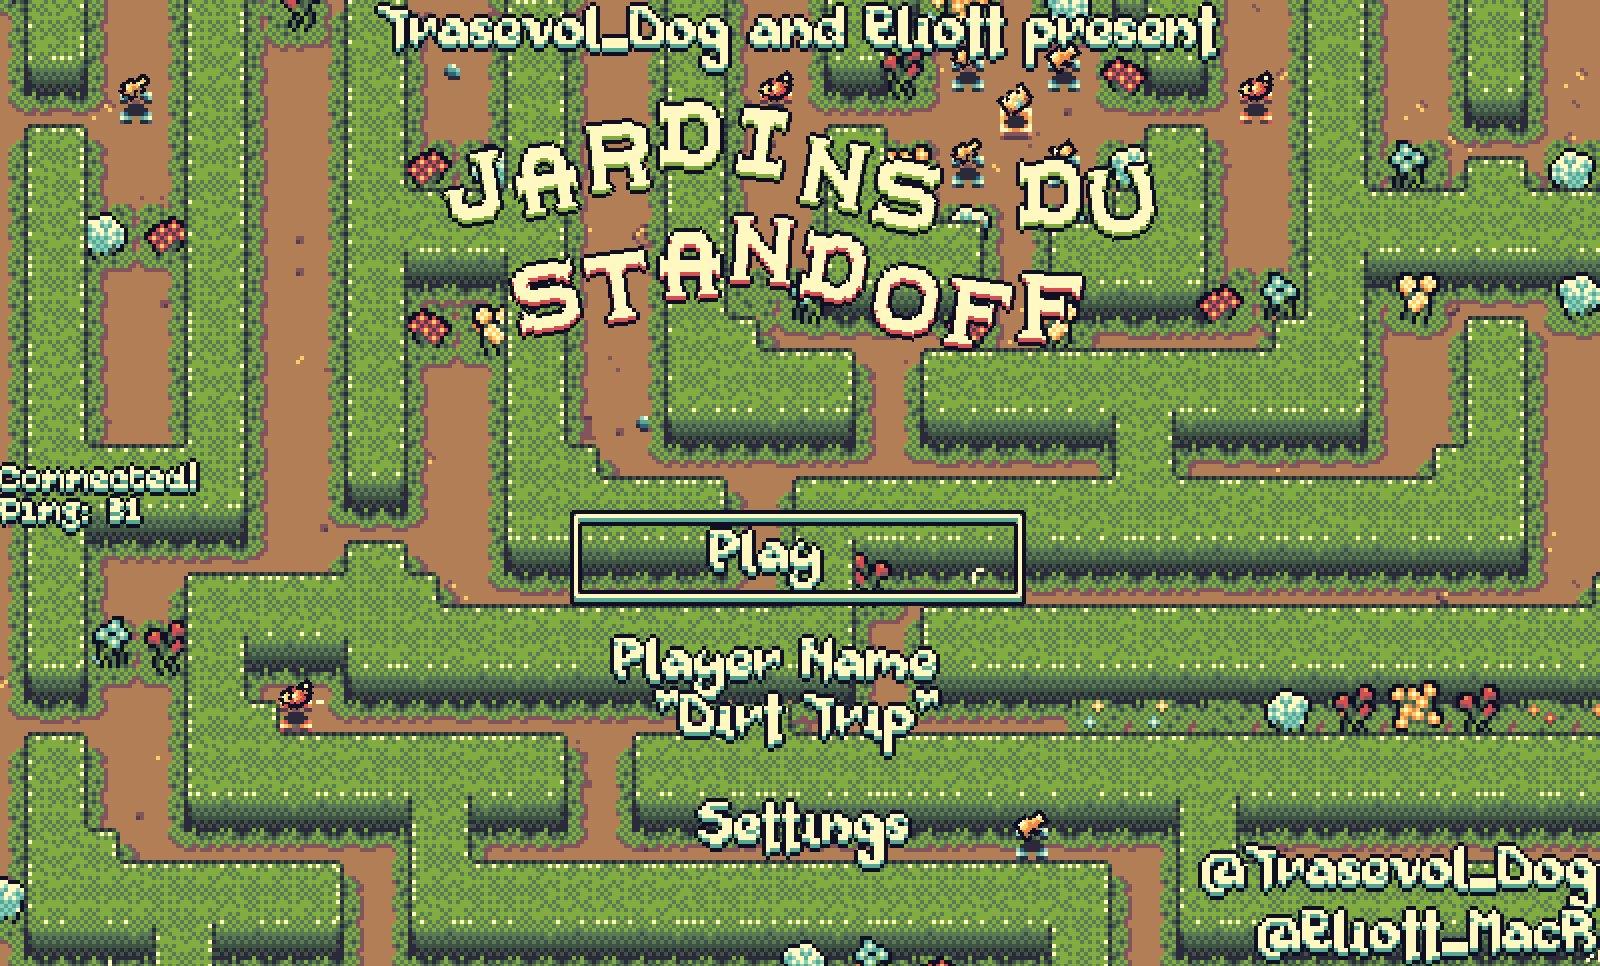 Trasevol_Dog and Eliott present
JARDINS DU
STANDOFF
Connected!
Ping: 31
Play
Player Name
"Dirt Trip"
Settings
@Trasevol_Dog
@Eliott_MacR